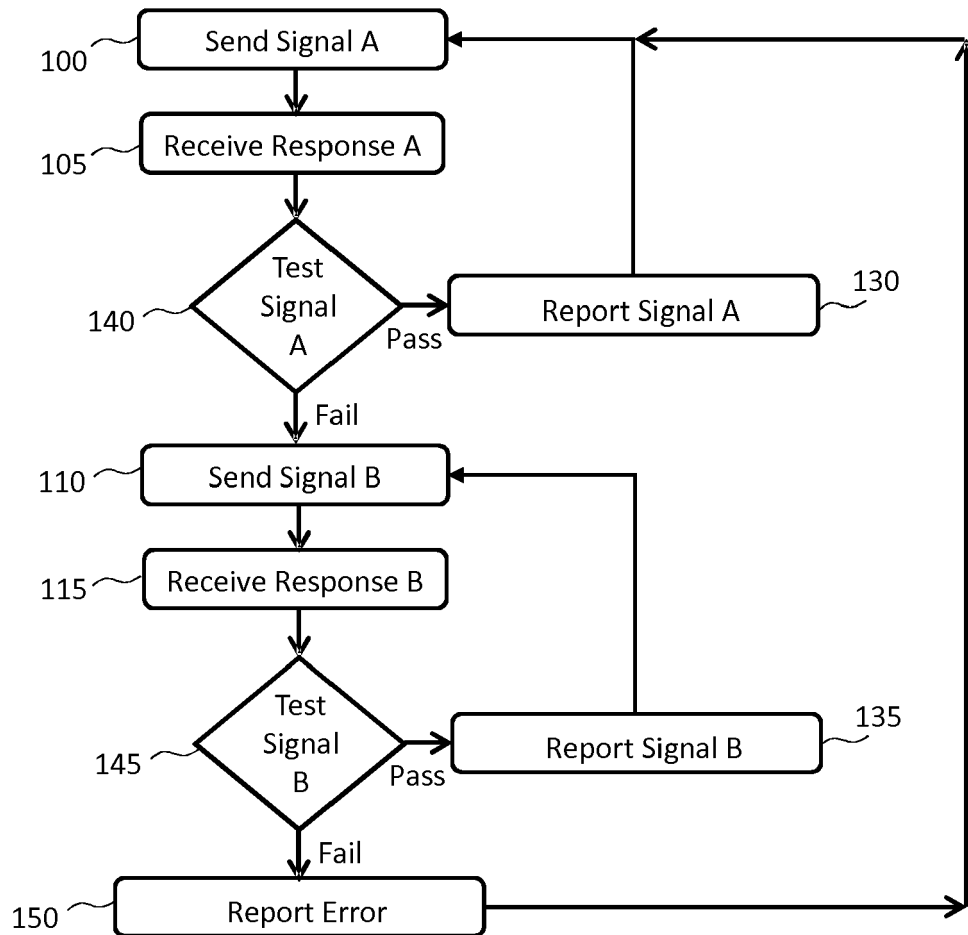 100
Send Signal A
105
Receive Response A
140
Test
Signal
A
Pass
Report Signal A
130
Fail
110
Send Signal B
115
Receive Response B
145
Test
Signal
B
Pass
Report Signal B
135
Fail
150
Report Error